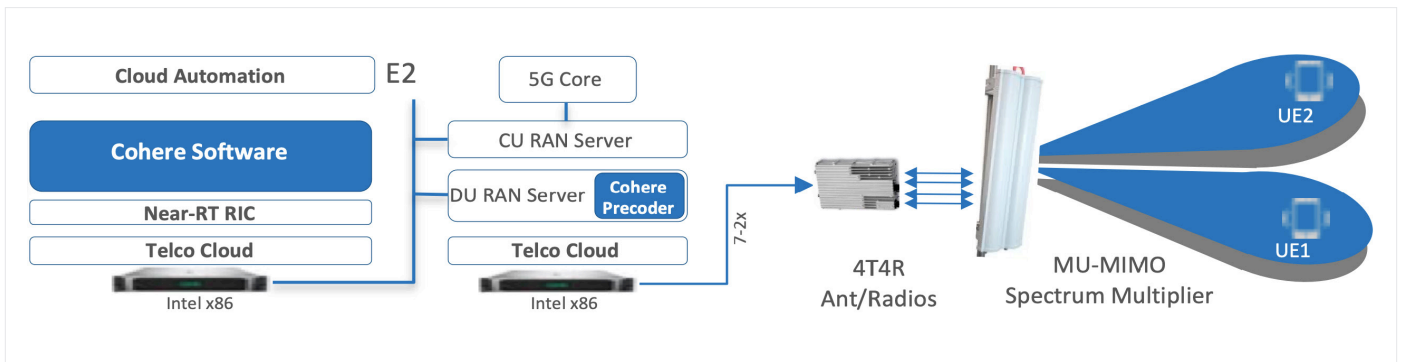 Cloud Automation
E2
Cohere Software
Near-RT RIC
Telco Cloud
Intel x86
5G Core
CU RAN Server
DU RAN Server
Cohere
Precoder
Telco Cloud
Intel x86
7-2x
4T4R
Ant/Radios
MU-MIMO
Spectrum Multiplier
UE2
UE1